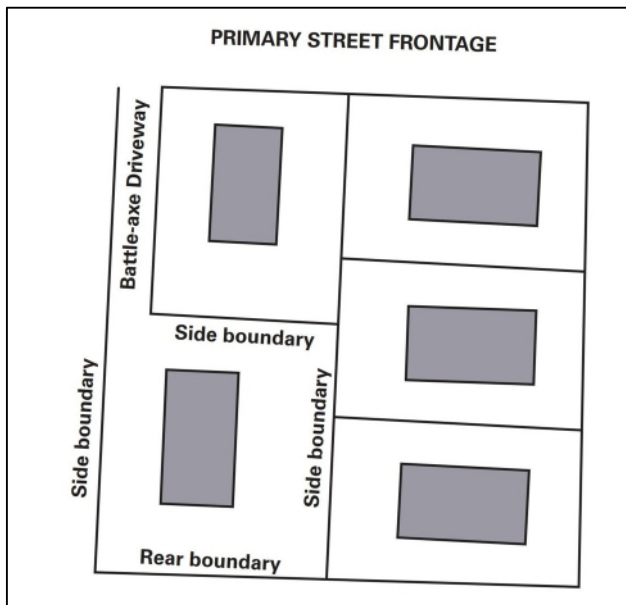 PRIMARY STREET FRONTAGE
Battle-axe Driveway
Side boundary
Side boundary
Side boundary
Rear boundary